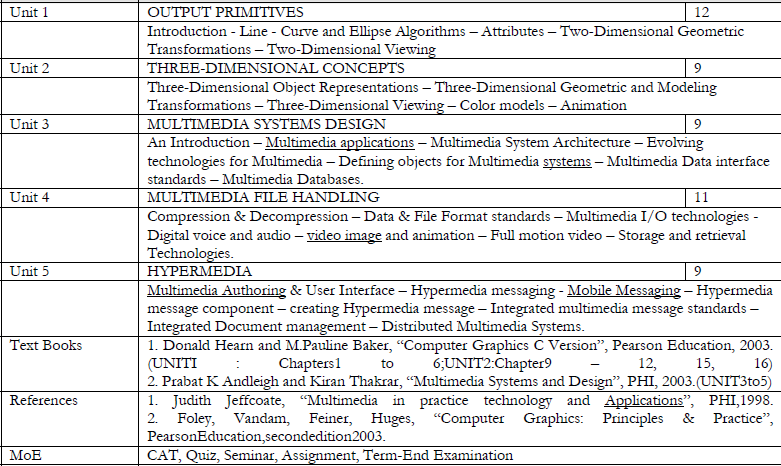 Unit 1 OUTPUT PRIMITIVES 12
Introduction - Line - Curve and Ellipse Algorithms – Attributes – Two-Dimensional Geometric
Transformations – Two-Dimensional Viewing
Unit 2 THREE-DIMENSIONAL CONCEPTS 9
Three-Dimensional Object Representations – Three-Dimensional Geometric and Modeling
Transformations – Three-Dimensional Viewing – Color models – Animation
Unit 3 MULTIMEDIA SYSTEMS DESIGN 9
An Introduction – Multimedia applications – Multimedia System Architecture – Evolving
technologies for Multimedia – Defining objects for Multimedia systems – Multimedia Data interface
standards – Multimedia Databases.
Unit 4 MULTIMEDIA FILE HANDLING 11
Compression & Decompression – Data & File Format standards – Multimedia I/O technologies -
Digital voice and audio – video image and animation – Full motion video – Storage and retrieval
Technologies.
Unit 5 HYPERMEDIA 9
Multimedia Authoring & User Interface – Hypermedia messaging - Mobile Messaging – Hypermedia
message component – creating Hypermedia message – Integrated multimedia message standards –
Integrated Document management – Distributed Multimedia Systems.
Text Books 1. Donald Hearn and M.Pauline Baker, “Computer Graphics C Version”, Pearson Education, 2003.
(UNITI : Chapters1 to 6;UNIT2:Chapter9 – 12, 15, 16)
2. Prabat K Andleigh and Kiran Thakrar, “Multimedia Systems and Design”, PHI, 2003.(UNIT3to5)
References 1. Judith Jeffcoate, “Multimedia in practice technology and Applications”, PHI,1998.
2. Foley, Vandam, Feiner, Huges, “Computer Graphics: Principles & Practice”,
PearsonEducation,secondedition2003.
MoE CAT, Quiz, Seminar, Assignment, Term-End Examination